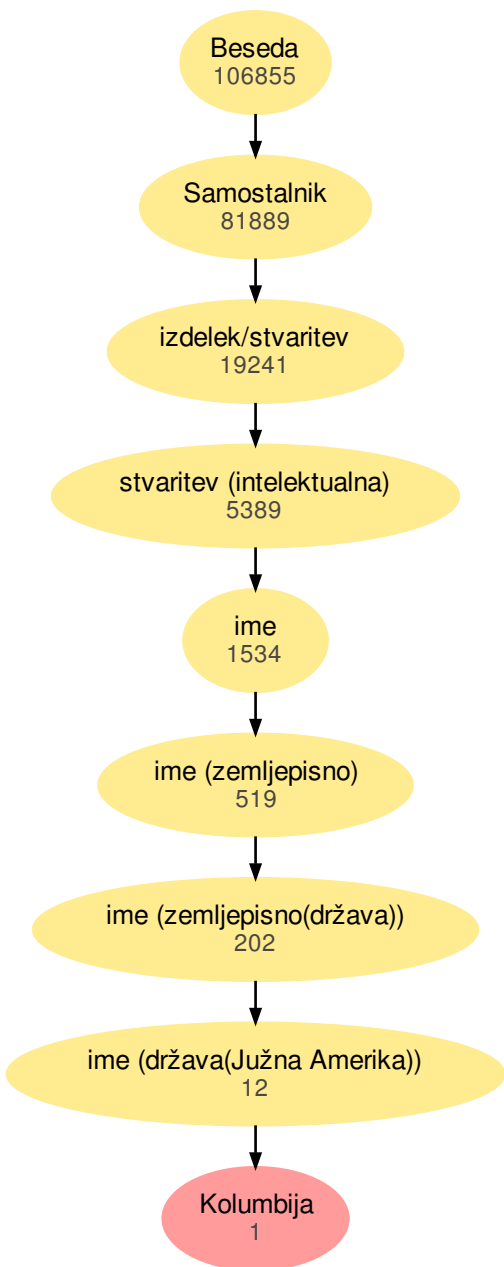 Beseda
106855
Samostalnik
81889
izdelek/stvaritev
19241
stvaritev (intelektualna)
5389
ime
1534
ime (zemljepisno)
519
ime (zemljepisno(država))
202
ime (država(Južna Amerika))
12
Kolumbija
1